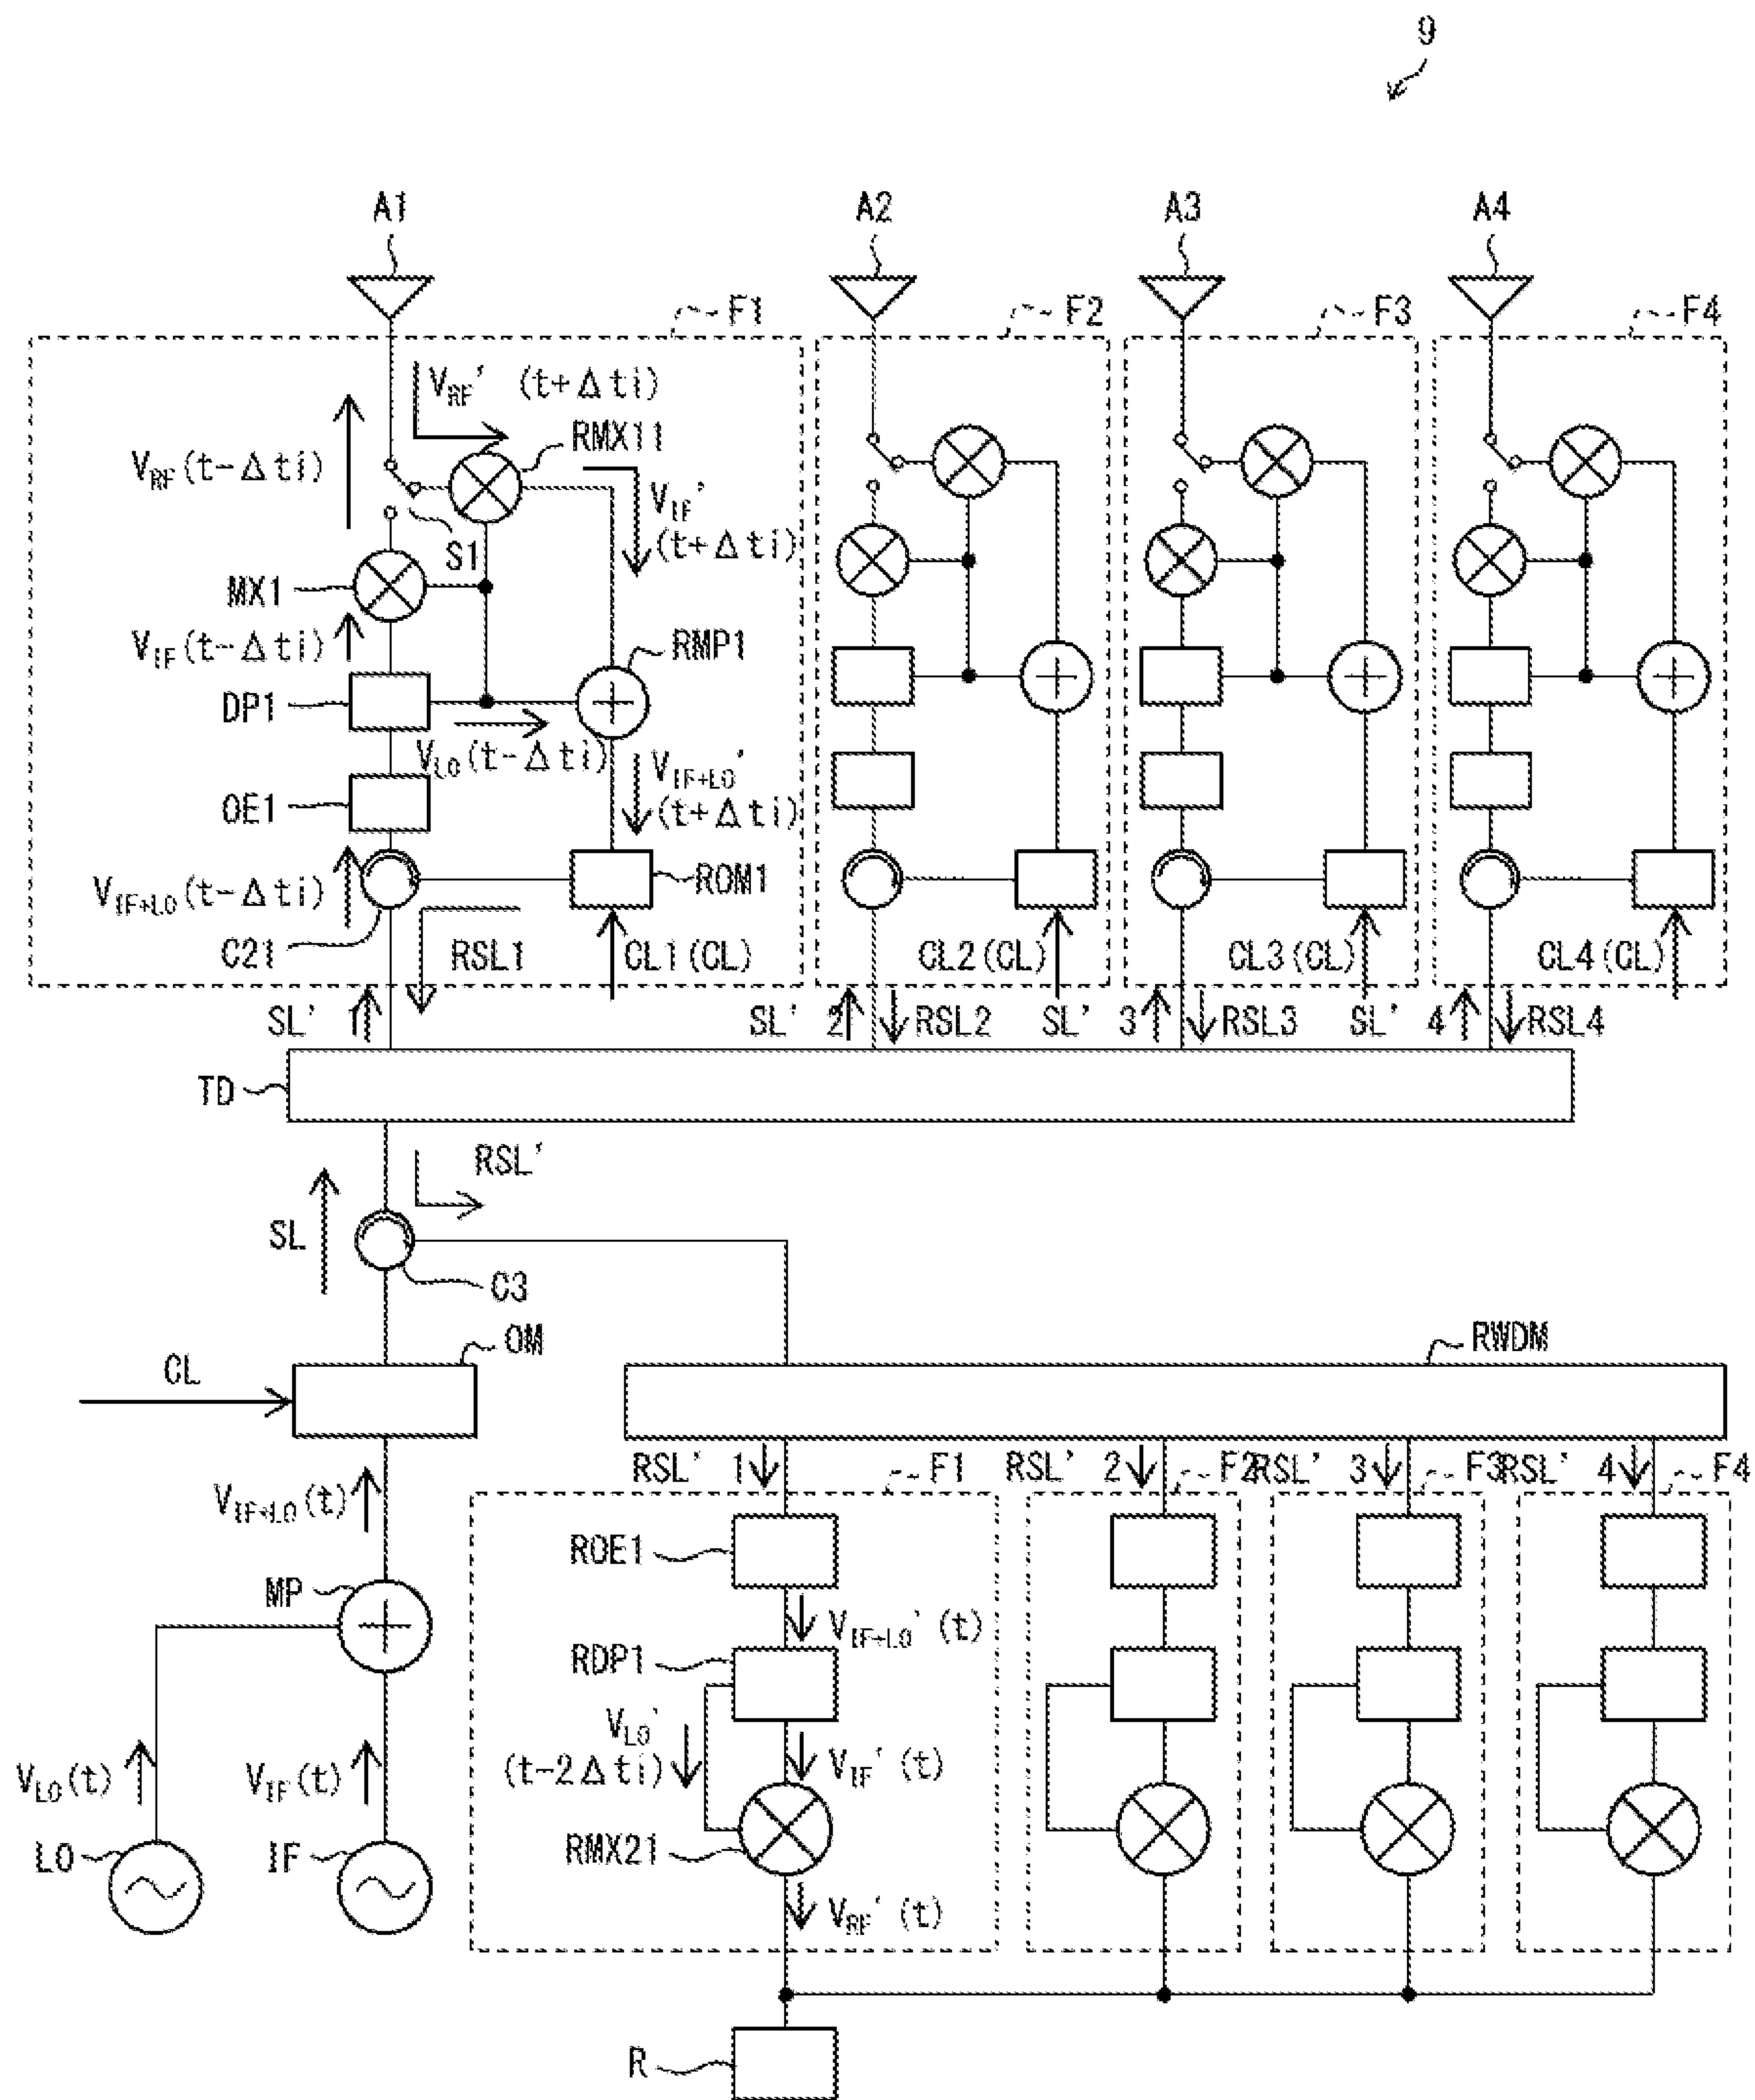 9
A1 A2 A3 A4
F1 F2 F3 F4
V_RF' (t+Δti)
RMX11
V_RF(t-Δti)
V_IF'
(t+Δti)
S1
MX1
V_IF(t-Δti)
RMP1
DP1
V_LO(t-Δti)
V_IF+LO'
(t+Δti)
OE1
ROM1
V_IF+LO(t-Δti)
C21
RSL1
CL1(CL) CL2(CL) CL3(CL) CL4(CL)
SL' 1 SL' 2 RSL2 SL' 3 RSL3 SL' 4 RSL4
TD
RSL'
SL
C3
OM
RWDM
CL
RSL' 1 F1 RSL' 2 F2 RSL' 3 F3 RSL' 4 F4
V_IF+LO(t)
ROE1
MP
V_IF+LO' (t)
RDP1
V_LO'
(t-2Δti)
V_IF' (t)
V_LO(t) V_IF(t)
RMX21
LO IF
V_RF' (t)
R